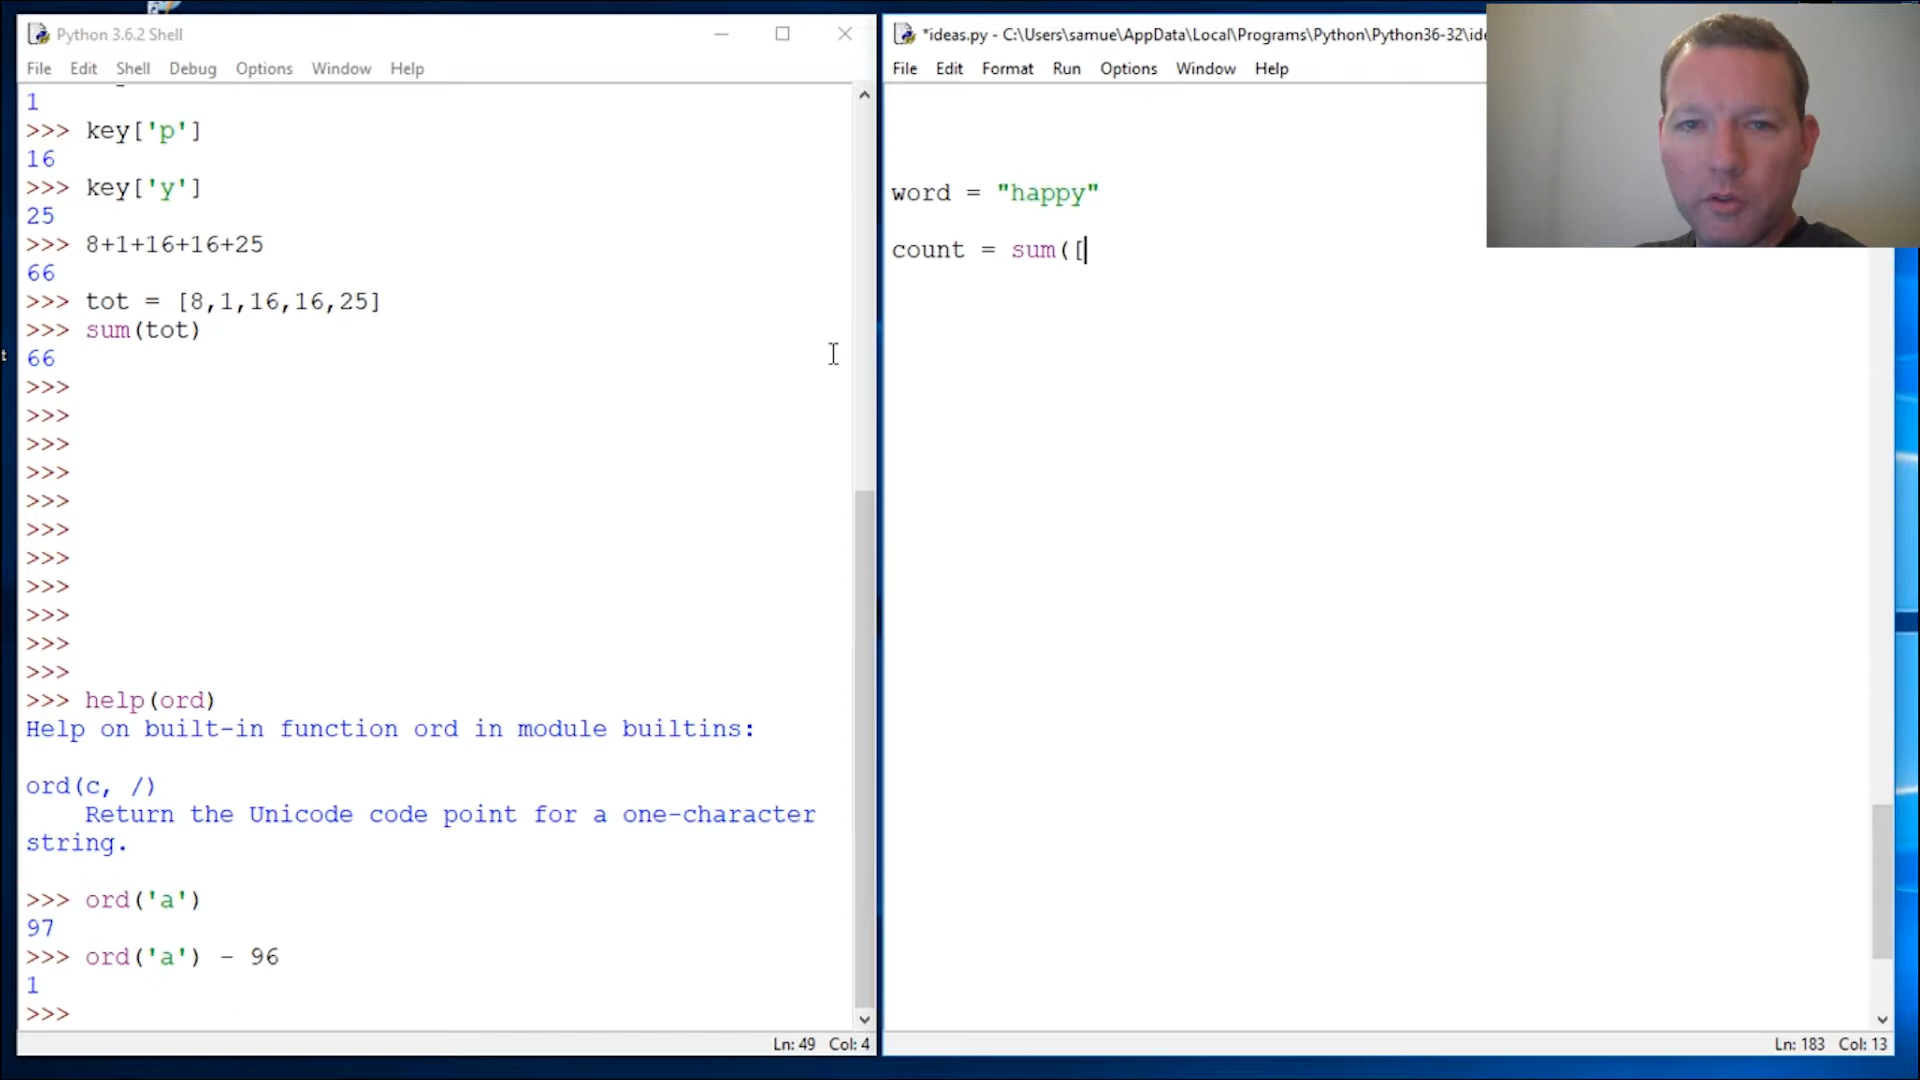 Python 3.6.2 Shell
File Edit Shell Debug Options Window Help
1
>>> key['p']
16
>>> key['y']
25
>>> 8+1+16+16+25
66
>>> tot = [8,1,16,16,25]
>>> sum(tot)
66
>>>
>>>
>>>
>>>
>>>
>>>
>>>
>>>
>>>
>>>
>>>
>>> help(ord)
Help on built-in function ord in module builtins:
ord(c, /)
Return the Unicode code point for a one-character
string.
>>> ord('a')
97
>>> ord('a') - 96
1
>>>
Ln: 49 Col: 4
*ideas.py - C:\Users\samue\AppData\Local\Programs\Python\Python36-32\ide
File Edit Format Run Options Window Help
word = "happy"
count = sum([
Ln: 183 Col: 13